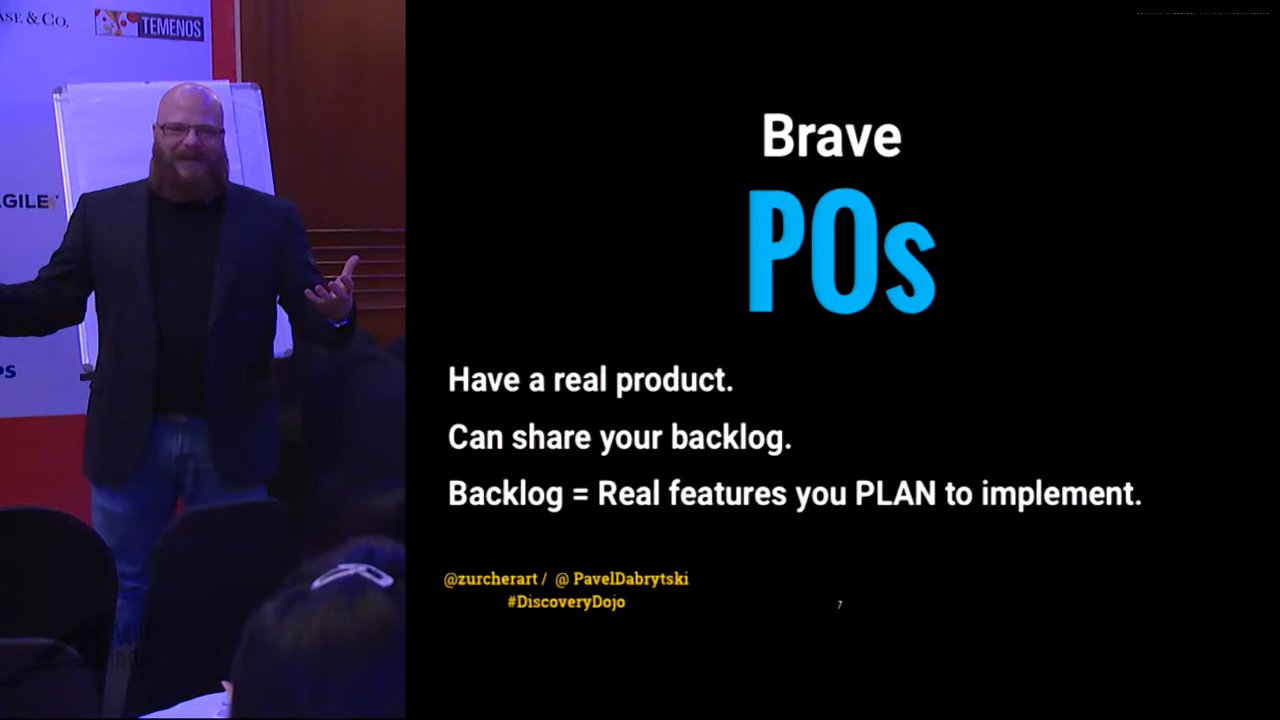 ASE & CO.
TEMENOS
Brave
POs
Have a real product.
Can share your backlog.
Backlog = Real features you PLAN to implement.
@zurcherart / @ PavelDabrytski
#DiscoveryDojo
7